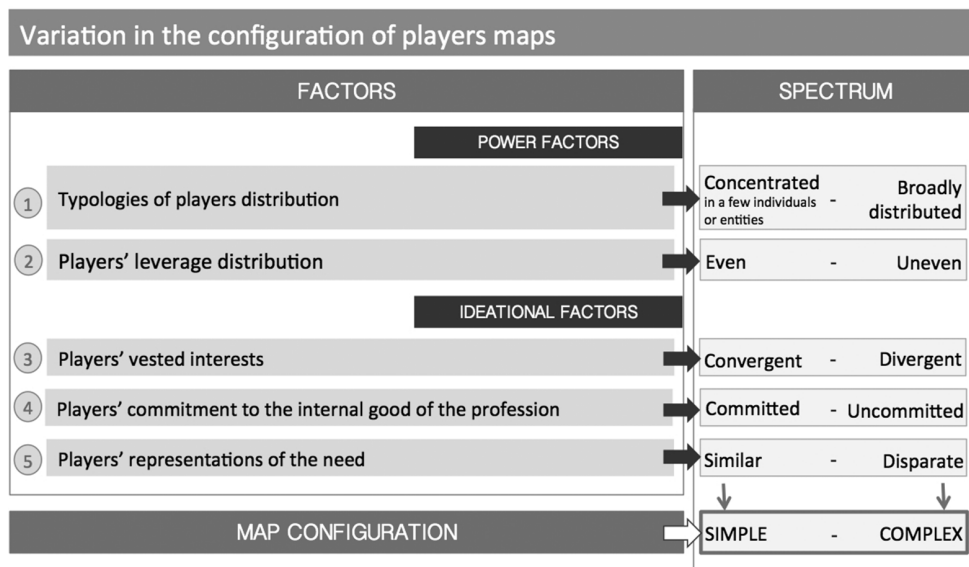 Variation in the configuration of players maps
FACTORS
SPECTRUM
POWER FACTORS
1 Typologies of players distribution
Concentrated in a few individuals or entities - Broadly distributed
2 Players' leverage distribution
Even - Uneven
IDEATIONAL FACTORS
3 Players' vested interests
Convergent - Divergent
4 Players' commitment to the internal good of the profession
Committed - Uncommitted
5 Players' representations of the need
Similar - Disparate
MAP CONFIGURATION
SIMPLE - COMPLEX